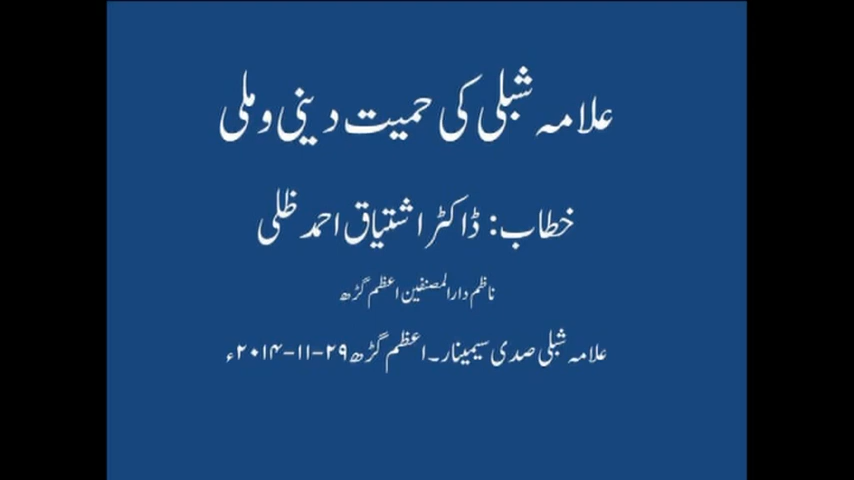 علامہ شبلی کی حمیت دینی و ملی
خطاب: ڈاکٹر اشتیاق احمد ظلی
ناظم دارالمصنفین اعظم گڑھ
علامہ شبلی صدی سیمینار۔ اعظم گڑھ ۲۹-۱۱-۲۰۱۴ء